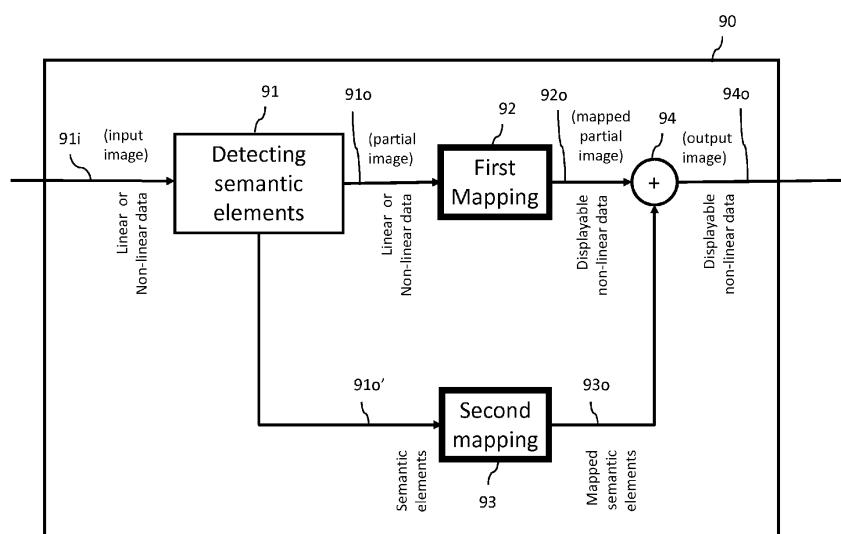 90
91
91o
92
92o
94
94o
91i
(input
image)
Detecting
semantic
elements
(partial
image)
First
Mapping
(mapped
partial
image)
+
(output
image)
Linear or
Non-linear data
Linear or
Non-linear data
Displayable
non-linear data
Displayable
non-linear data
91o'
Second
mapping
93o
93
Semantic
elements
Mapped
semantic
elements